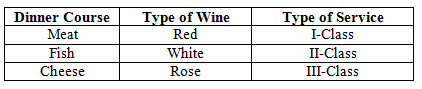 Dinner Course Type of Wine Type of Service
Meat Red I-Class
Fish White II-Class
Cheese Rose III-Class